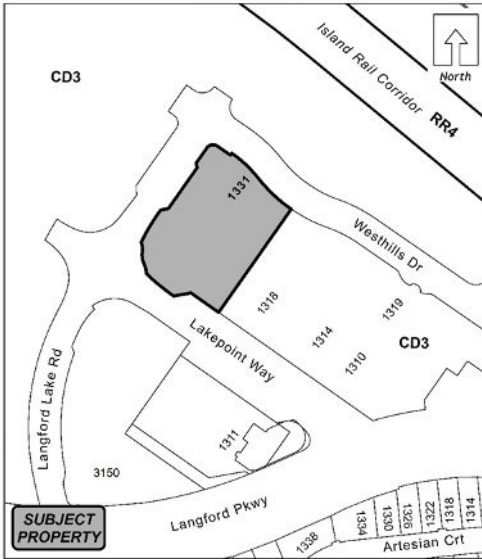 CD3
Island Rail Corridor RR4
North
1331
Westhills Dr
1318
1319
1314
CD3
1310
Lakepoint Way
Langford Lake Rd
1311
3150
Langford Pkwy
SUBJECT
PROPERTY
1338
1334
1330
1326
1322
1318
1314
Artesian Crt